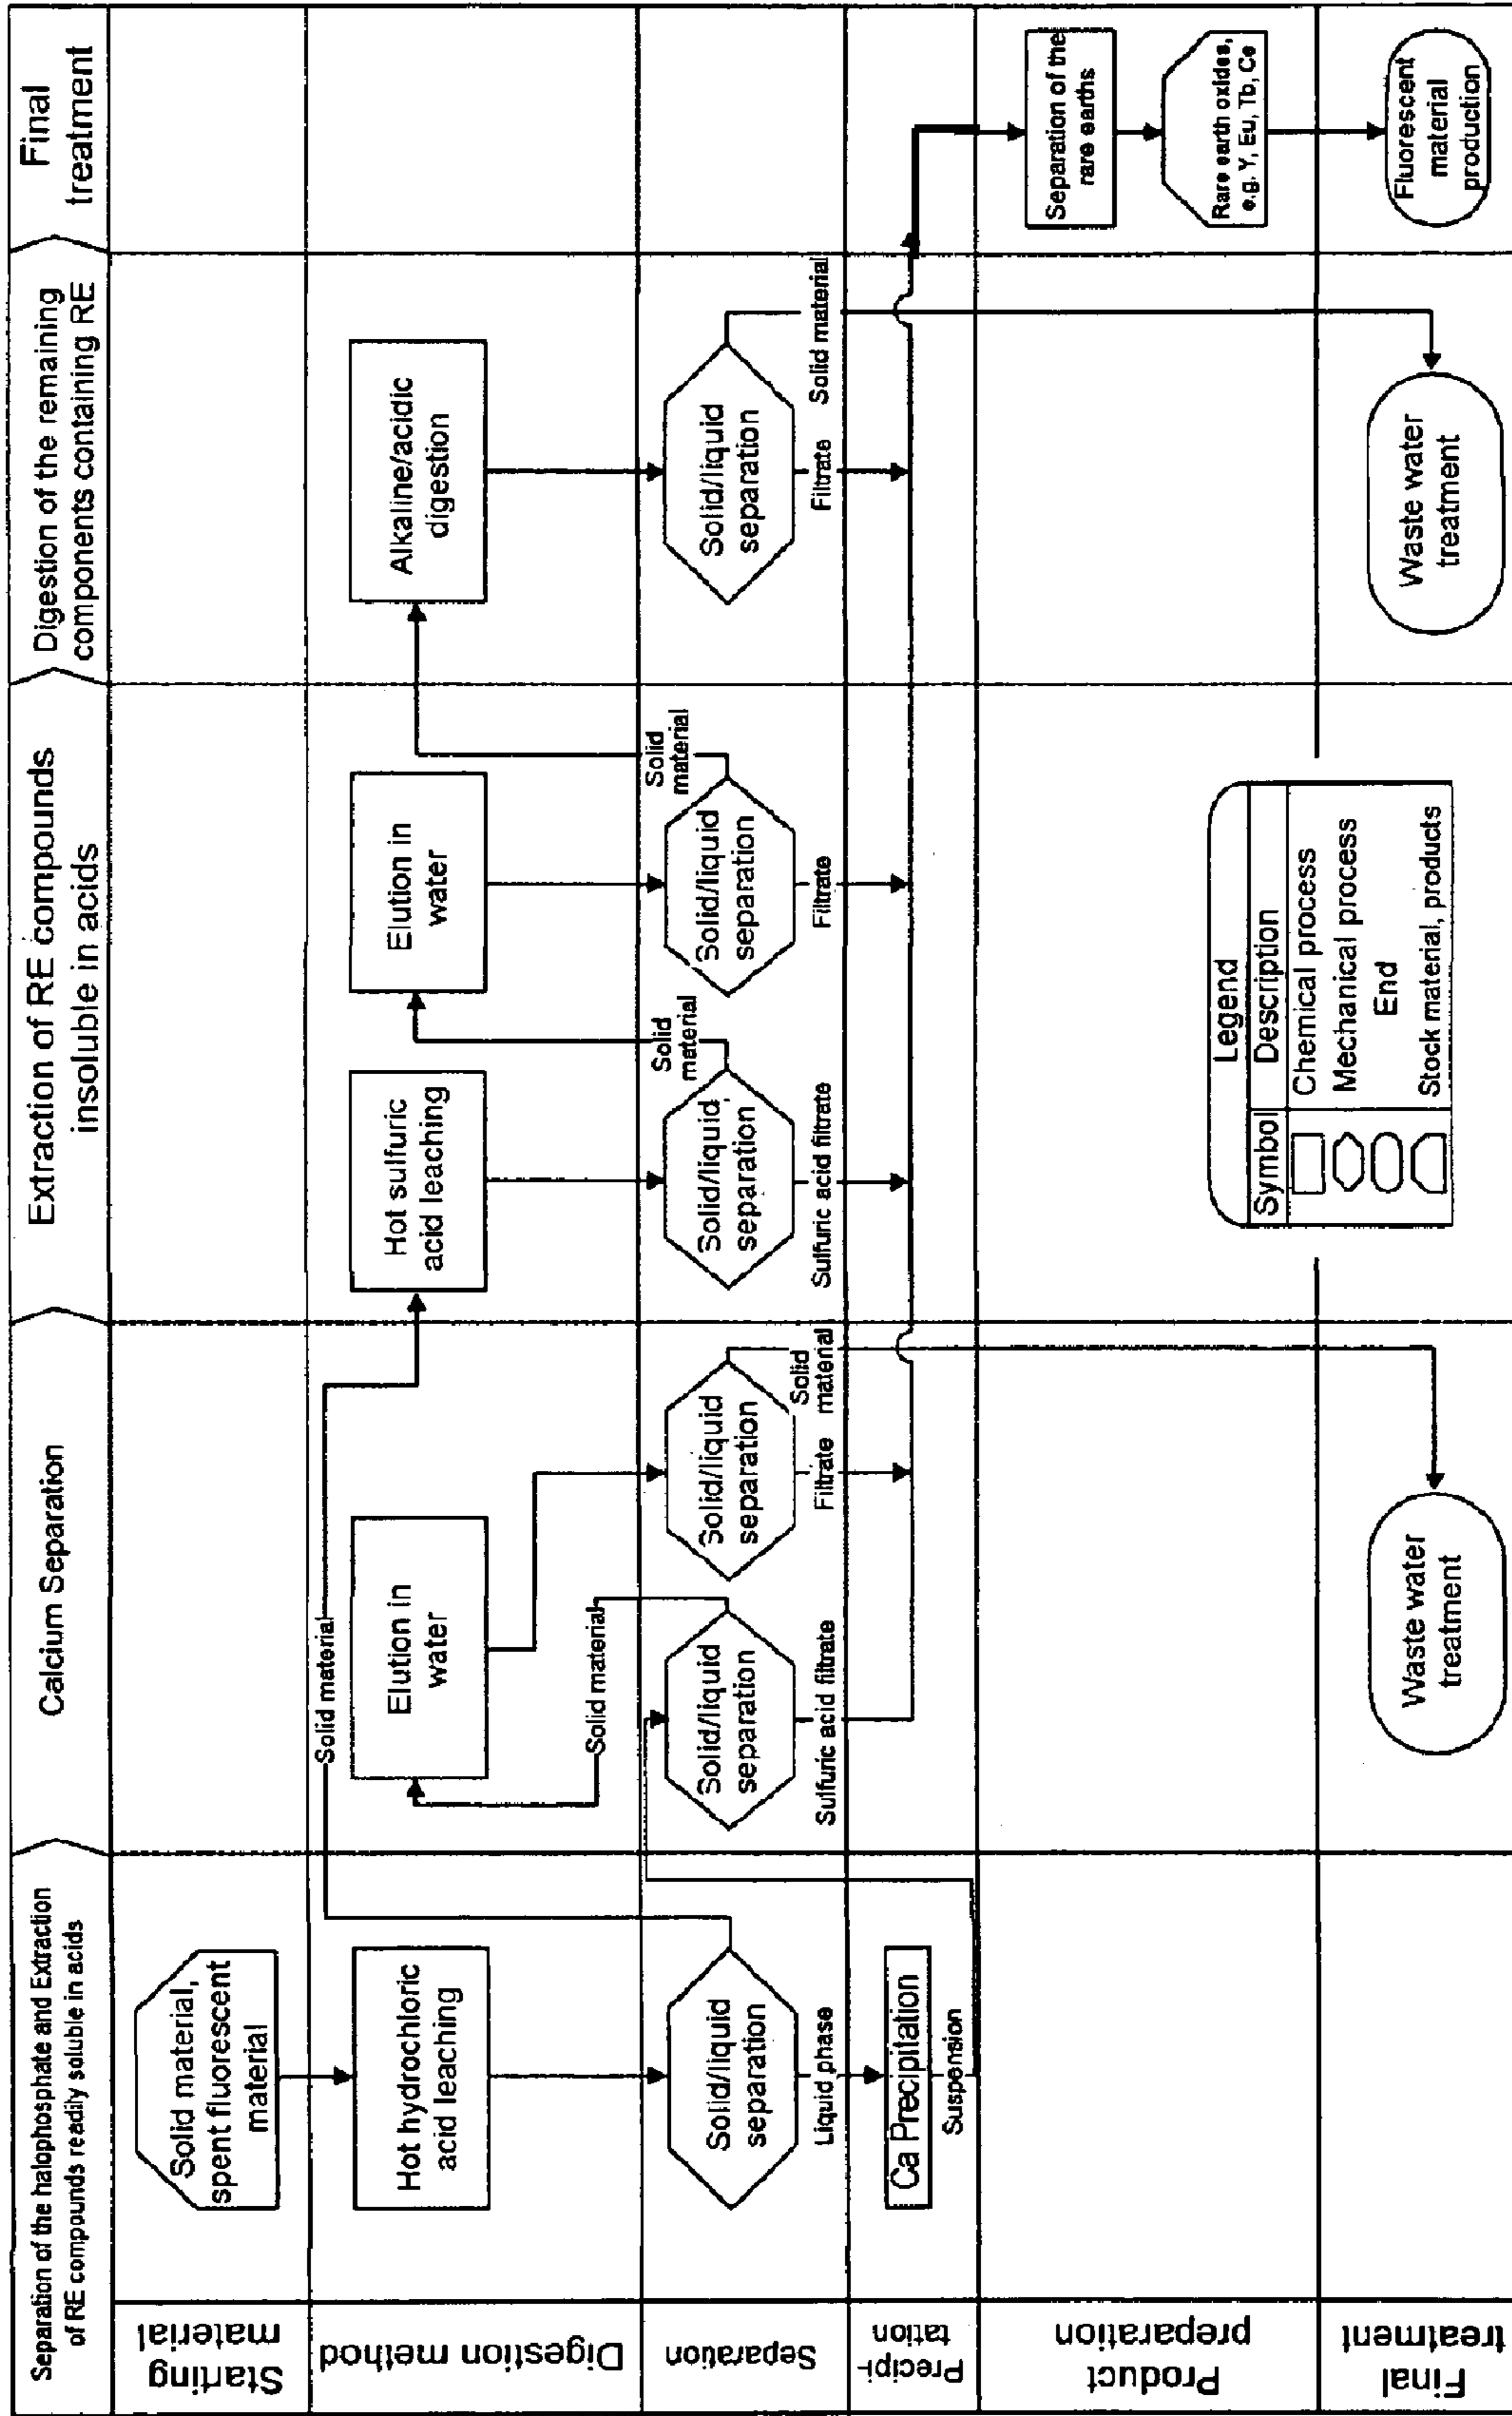 Separation of the halophosphate and Extraction
of RE compounds readily soluble in acids
Calcium Separation
Extraction of RE compounds
insoluble in acids
Digestion of the remaining
components containing RE
Final
treatment
Starting
material
Solid material,
spent fluorescent
material
Digestion method
Hot hydrochloric
acid leaching
Solid material
Elution in
water
Solid material
Hot sulfuric
acid leaching
Elution in
water
Alkaline/acidic
digestion
Separation
Solid/liquid
separation
Liquid phase
Solid/liquid
separation
Sulfuric acid filtrate
Solid/liquid
separation
Filtrate
Solid
material
Solid/liquid
separation
Sulfuric acid filtrate
Solid
material
Solid/liquid
separation
Filtrate
Solid
material
Solid/liquid
separation
Filtrate
Solid material
Precipi-
tation
Ca Precipitation
Suspension
Product
preparation
Separation of the
rare earths
Rare earth oxides,
e.g. Y, Eu, Tb, Ce
Legend
Symbol Description
Chemical process
Mechanical process
End
Stock material, products
Final
treatment
Waste water
treatment
Waste water
treatment
Fluorescent
material
production